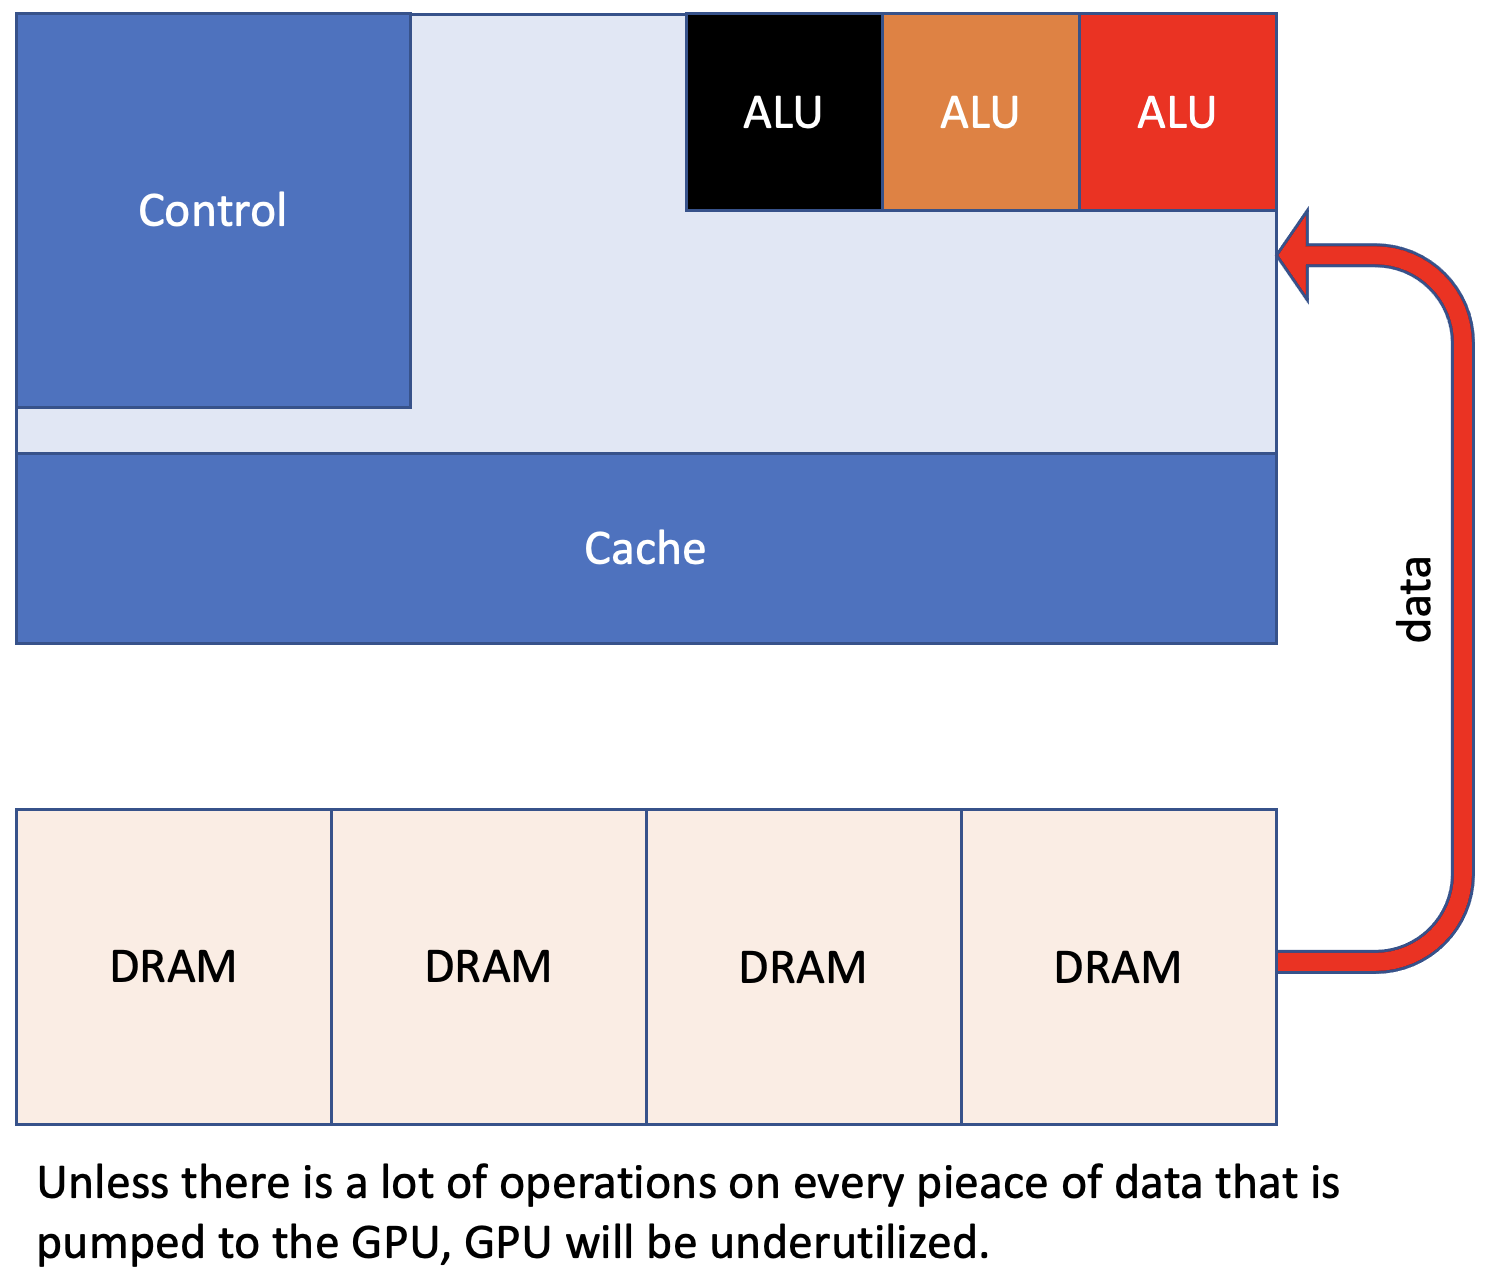 ALU ALU ALU
Control
Cache
data
DRAM DRAM DRAM DRAM
Unless there is a lot of operations on every pieace of data that is
pumped to the GPU, GPU will be underutilized.